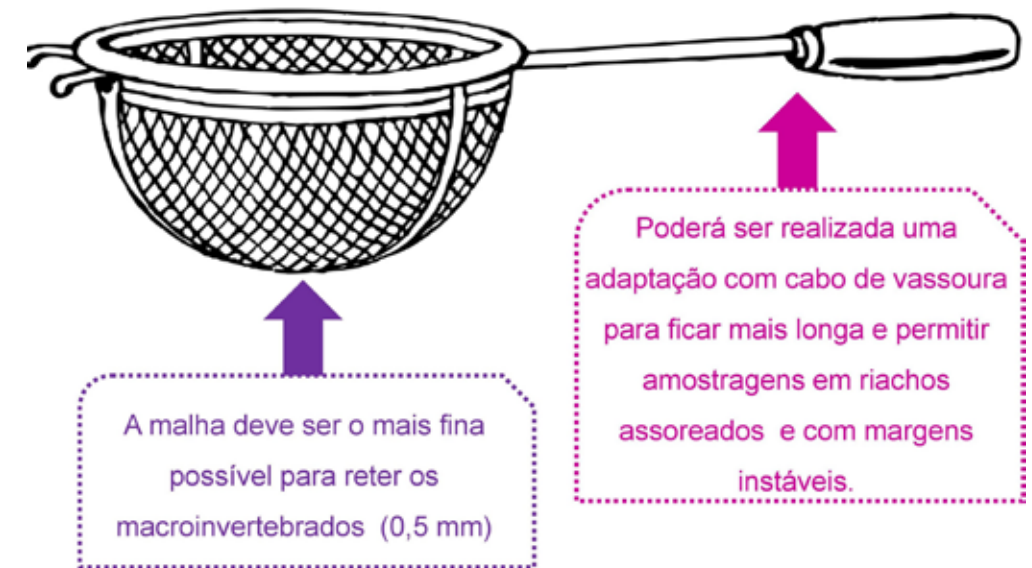 Poderá ser realizada uma
adaptação com cabo de vassoura
para ficar mais longa e permitir
amostragens em riachos
assoreados e com margens
instáveis.
A malha deve ser o mais fina
possível para reter os
macroinvertebrados (0,5 mm)